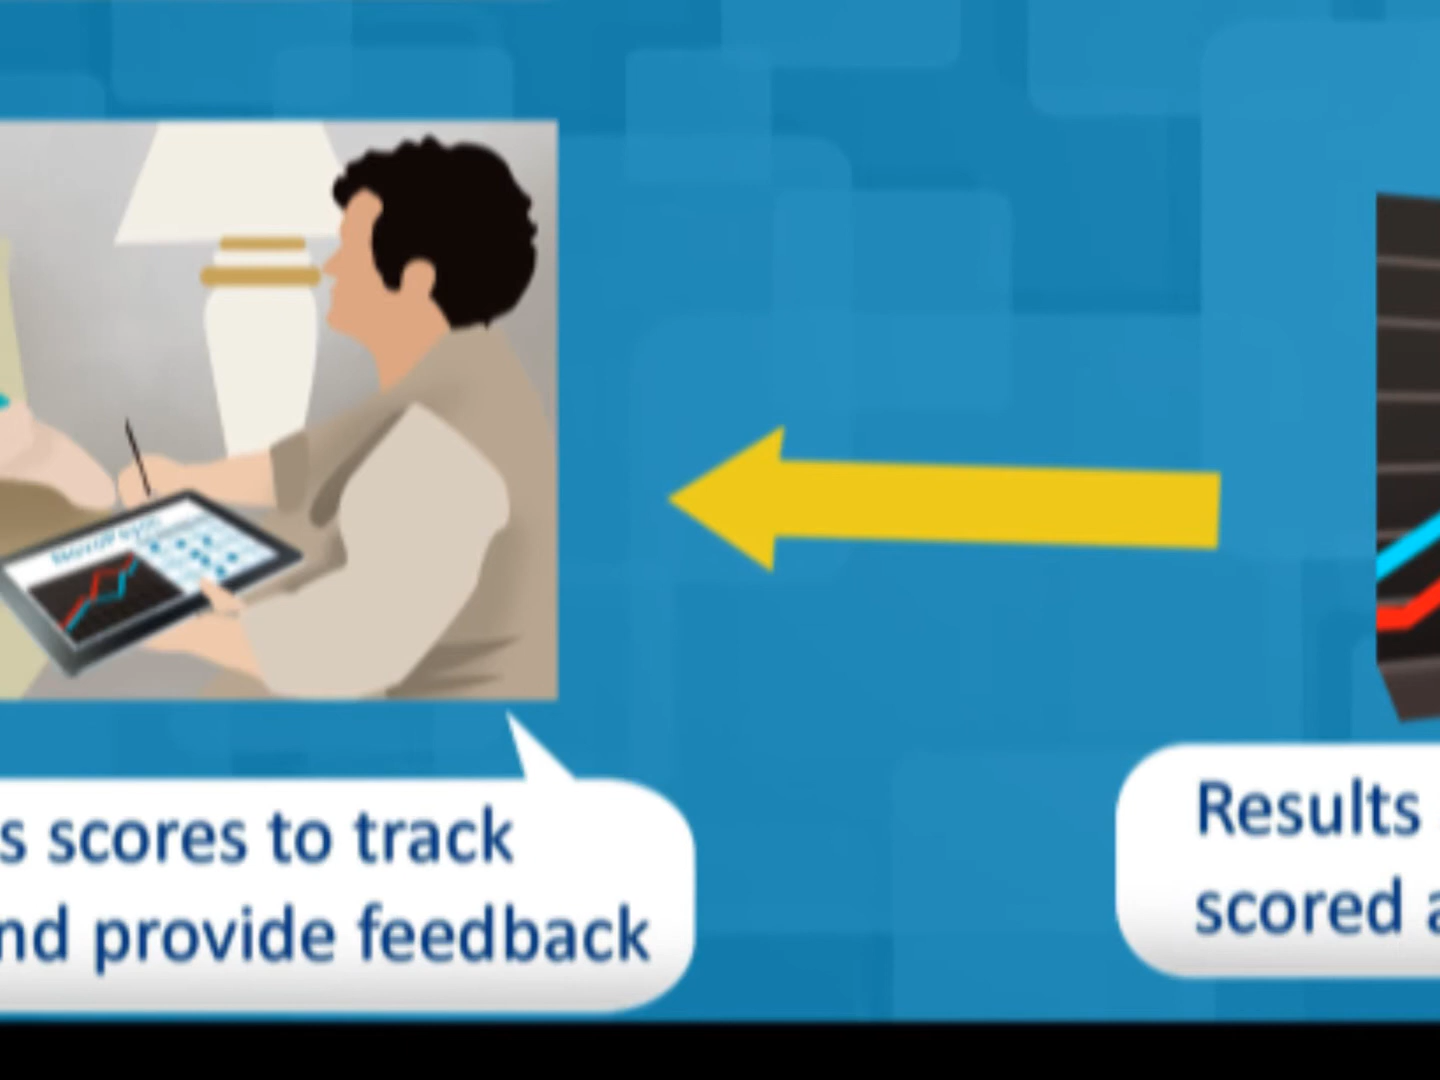 s scores to track
nd provide feedback
Results
scored a